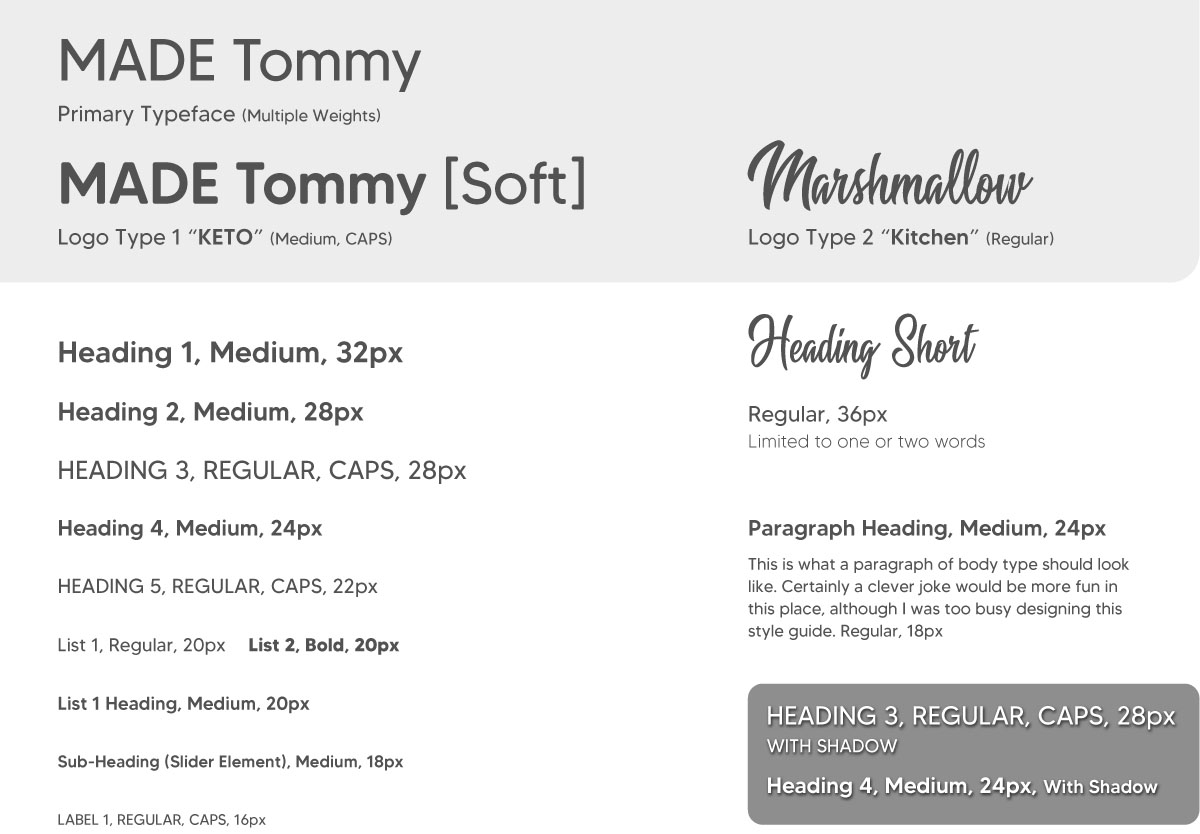 MADE Tommy
Primary Typeface (Multiple Weights)
MADE Tommy [Soft]
Logo Type 1 “KETO” (Medium, CAPS)
Marshmallow
Logo Type 2 “Kitchen” (Regular)
Heading 1, Medium, 32px
Heading 2, Medium, 28px
HEADING 3, REGULAR, CAPS, 28px
Heading 4, Medium, 24px
HEADING 5, REGULAR, CAPS, 22px
List 1, Regular, 20px List 2, Bold, 20px
List 1 Heading, Medium, 20px
Sub-Heading (Slider Element), Medium, 18px
LABEL 1, REGULAR, CAPS, 16px
Heading Short
Regular, 36px
Limited to one or two words
Paragraph Heading, Medium, 24px
This is what a paragraph of body type should look
like. Certainly a clever joke would be more fun in
this place, although I was too busy designing this
style guide. Regular, 18px
HEADING 3, REGULAR, CAPS, 28px
WITH SHADOW
Heading 4, Medium, 24px, With Shadow